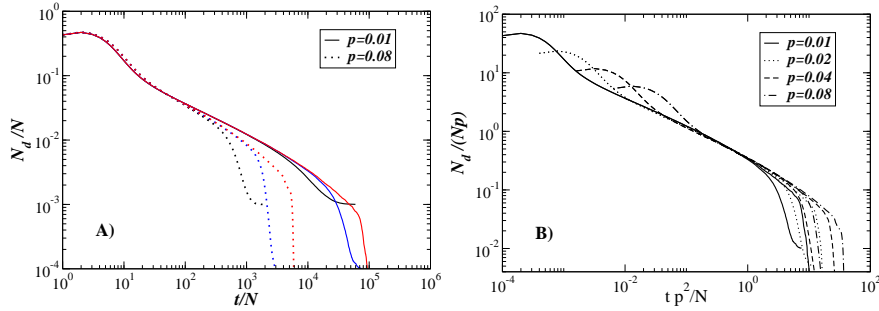 10^0
10^-1
10^-2
10^-3
10^-4
N_d/N
p=0.01
p=0.08
A)
10^0 10^1 10^2 10^3 10^4 10^5 10^6
t/N
10^2
10^1
10^0
10^-1
10^-2
N_d/(Np)
p=0.01
p=0.02
p=0.04
p=0.08
B)
10^-4 10^-2 10^0 10^2
t p^2/N